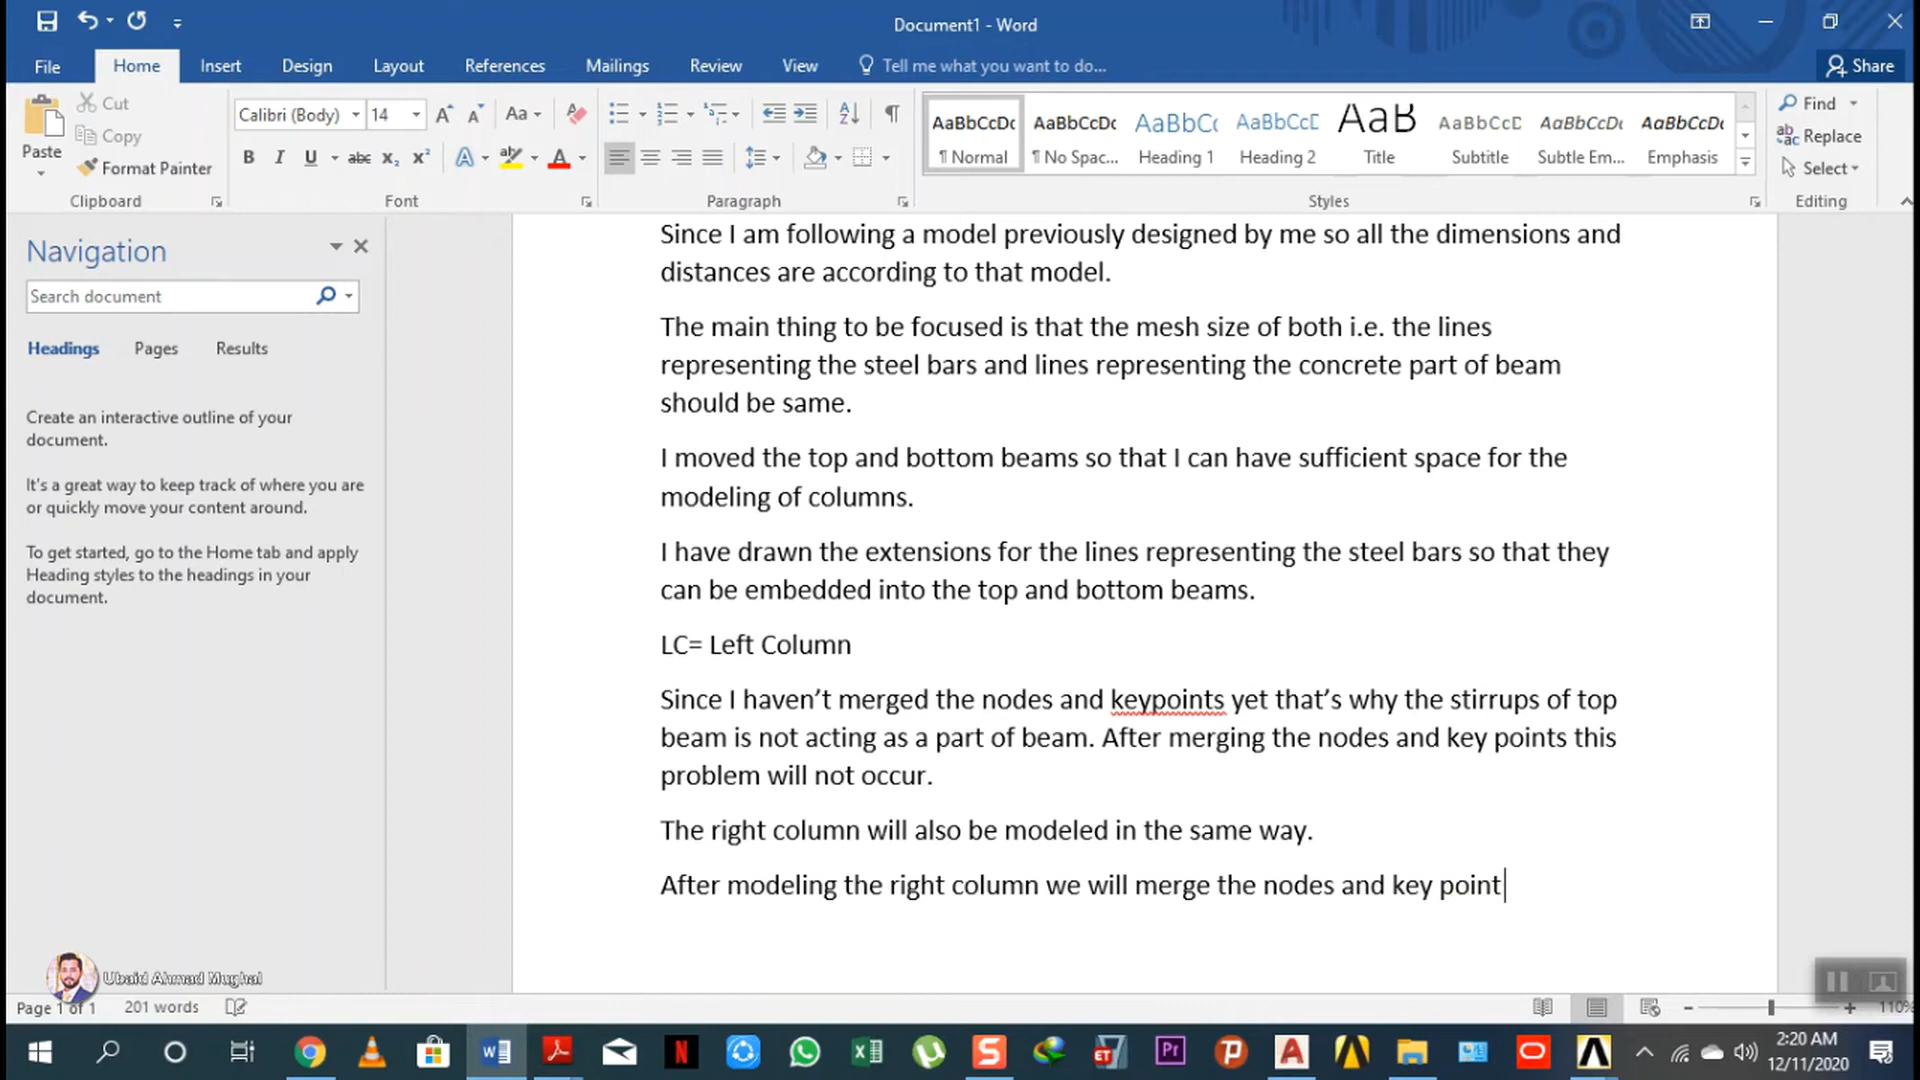 Document1 - Word
File Home Insert Design Layout References Mailings Review View Tell me what you want to do... Share
Paste Cut Copy Format Painter Clipboard
Calibri (Body) 14 Aa
B I U abc X₂ X² A A Font
Paragraph
AaBbCcDc ¶ Normal
AaBbCcDc ¶ No Spac...
AaBbCc Heading 1
AaBbCcD Heading 2
AaB Title
AaBbCcD Subtitle
AaBbCcDc Subtle Em...
AaBbCcDc Emphasis
Styles
Find Replace Select Editing
Navigation
Search document
Headings Pages Results
Create an interactive outline of your
document.
It's a great way to keep track of where you are
or quickly move your content around.
To get started, go to the Home tab and apply
Heading styles to the headings in your
document.
Since I am following a model previously designed by me so all the dimensions and
distances are according to that model.
The main thing to be focused is that the mesh size of both i.e. the lines
representing the steel bars and lines representing the concrete part of beam
should be same.
I moved the top and bottom beams so that I can have sufficient space for the
modeling of columns.
I have drawn the extensions for the lines representing the steel bars so that they
can be embedded into the top and bottom beams.
LC= Left Column
Since I haven’t merged the nodes and keypoints yet that’s why the stirrups of top
beam is not acting as a part of beam. After merging the nodes and key points this
problem will not occur.
The right column will also be modeled in the same way.
After modeling the right column we will merge the nodes and key point
Ubaid Ahmad Mughal
Page 1 of 1 201 words 110%
2:20 AM
12/11/2020